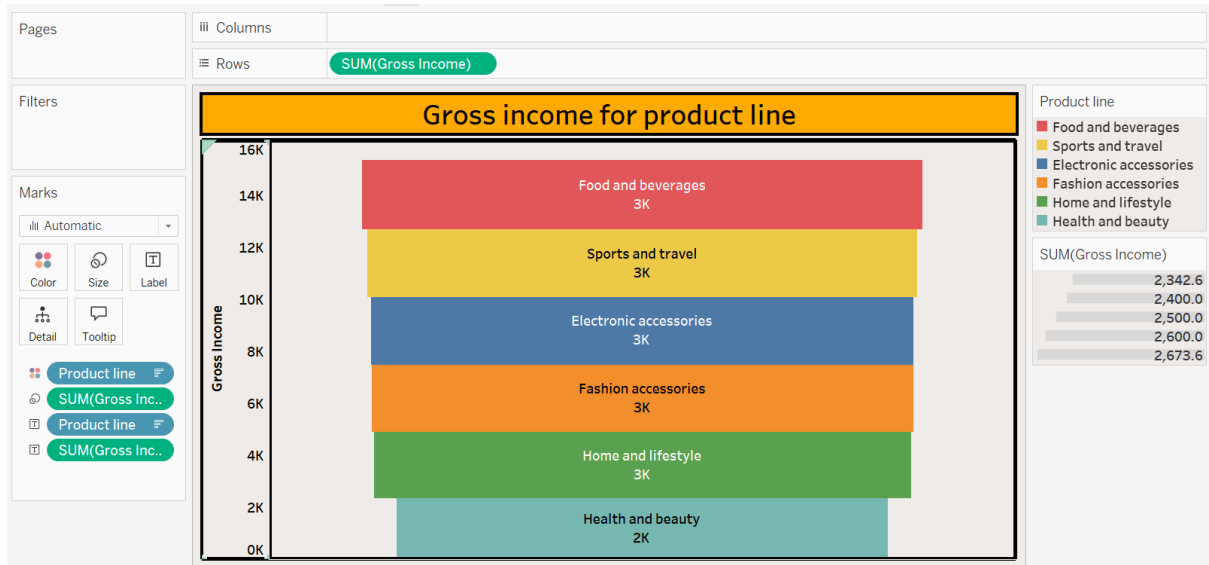 Pages
Columns
Rows
SUM(Gross Income)
Filters
Marks
Automatic
Color
Size
Label
Detail
Tooltip
Product line
SUM(Gross Inc..
Product line
SUM(Gross Inc..
Gross income for product line
Gross Income
16K
14K
12K
10K
8K
6K
4K
2K
0K
Food and beverages
3K
Sports and travel
3K
Electronic accessories
3K
Fashion accessories
3K
Home and lifestyle
3K
Health and beauty
2K
Product line
Food and beverages
Sports and travel
Electronic accessories
Fashion accessories
Home and lifestyle
Health and beauty
SUM(Gross Income)
2,342.6
2,400.0
2,500.0
2,600.0
2,673.6